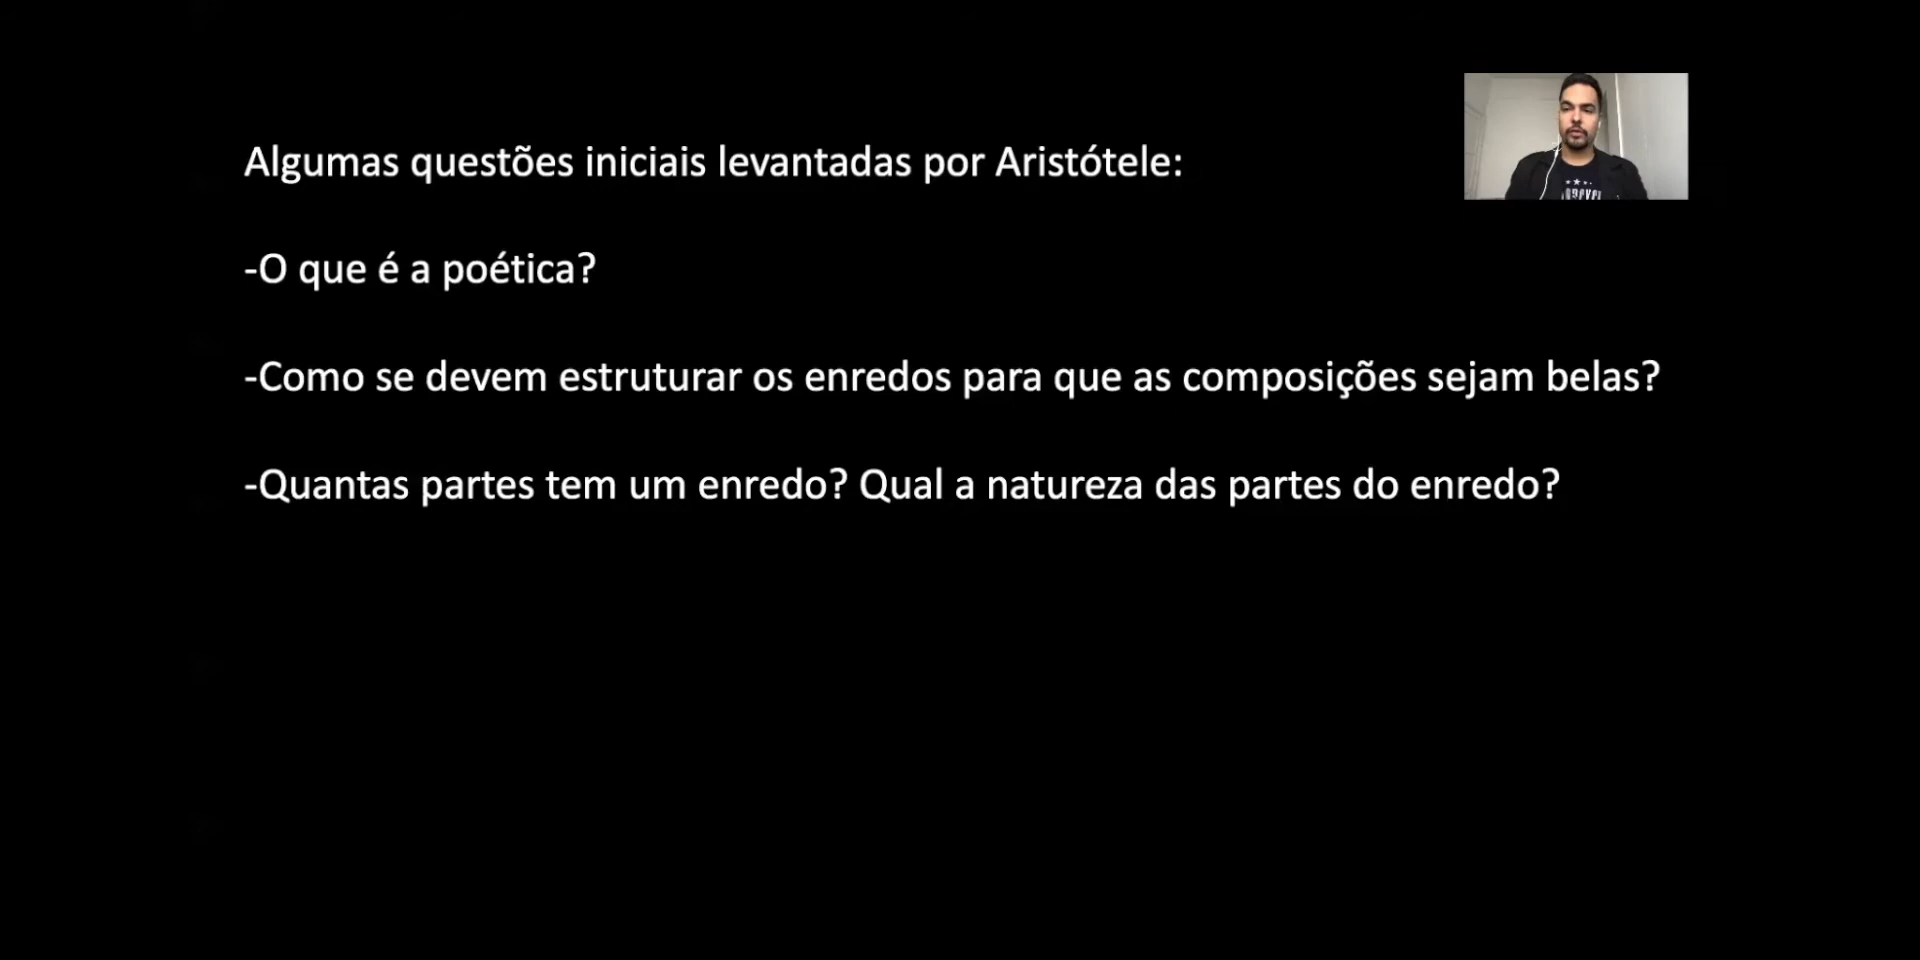 Algumas questões iniciais levantadas por Aristótele:
-O que é a poética?
-Como se devem estruturar os enredos para que as composições sejam belas?
-Quantas partes tem um enredo? Qual a natureza das partes do enredo?